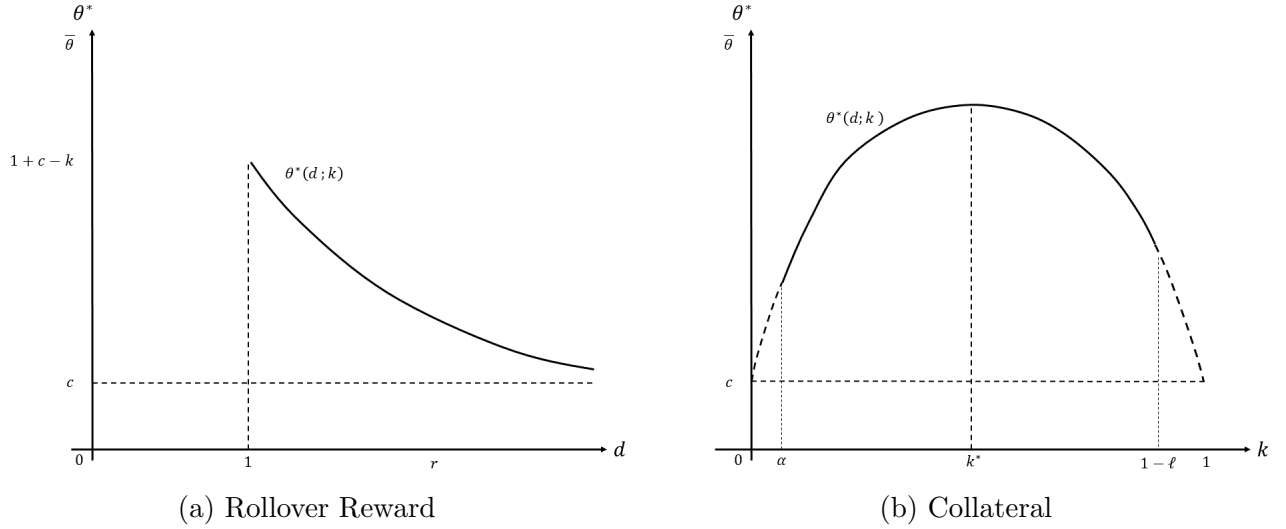 θ*
θ̅
1 + c − k
θ*(d ; k)
c
0
1
r
d
(a) Rollover Reward
θ*
θ̅
θ*(d; k )
c
0
α
k*
1 − ℓ
1
k
(b) Collateral